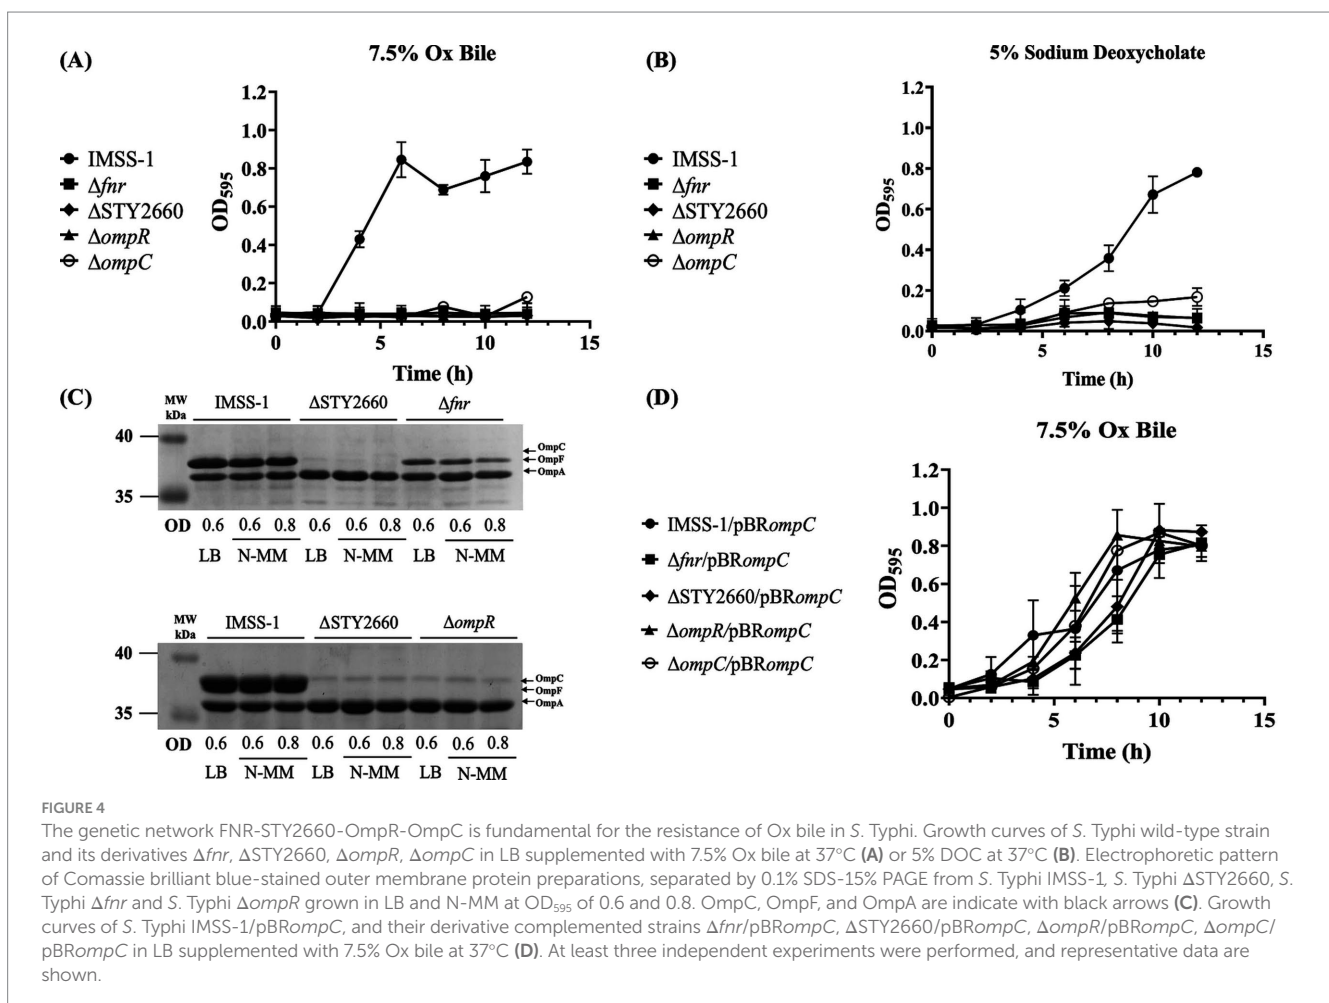 (A)
7.5% Ox Bile
IMSS-1
Δfnr
ΔSTY2660
ΔompR
ΔompC
OD595
1.2
1.0
0.8
0.6
0.4
0.2
0.0
0
5
10
15
Time (h)
(B)
5% Sodium Deoxycholate
IMSS-1
Δfnr
ΔSTY2660
ΔompR
ΔompC
OD595
1.2
1.0
0.8
0.6
0.4
0.2
0.0
0
5
10
15
Time (h)
(C)
MW
kDa
IMSS-1 ΔSTY2660 Δfnr
40
35
OmpC
OmpF
OmpA
OD 0.6 0.6 0.8 0.6 0.6 0.8 0.6 0.6 0.8
LB N-MM LB N-MM LB N-MM
MW
kDa
IMSS-1 ΔSTY2660 ΔompR
40
35
OmpC
OmpF
OmpA
OD 0.6 0.6 0.8 0.6 0.6 0.8 0.6 0.6 0.8
LB N-MM LB N-MM LB N-MM
(D)
7.5% Ox Bile
IMSS-1/pBRompC
Δfnr/pBRompC
ΔSTY2660/pBRompC
ΔompR/pBRompC
ΔompC/pBRompC
OD595
1.2
1.0
0.8
0.6
0.4
0.2
0.0
0
5
10
15
Time (h)
FIGURE 4
The genetic network FNR-STY2660-OmpR-OmpC is fundamental for the resistance of Ox bile in S. Typhi. Growth curves of S. Typhi wild-type strain
and its derivatives Δfnr, ΔSTY2660, ΔompR, ΔompC in LB supplemented with 7.5% Ox bile at 37°C (A) or 5% DOC at 37°C (B). Electrophoretic pattern
of Comassie brilliant blue-stained outer membrane protein preparations, separated by 0.1% SDS-15% PAGE from S. Typhi IMSS-1, S. Typhi ΔSTY2660, S.
Typhi Δfnr and S. Typhi ΔompR grown in LB and N-MM at OD595 of 0.6 and 0.8. OmpC, OmpF, and OmpA are indicate with black arrows (C). Growth
curves of S. Typhi IMSS-1/pBRompC, and their derivative complemented strains Δfnr/pBRompC, ΔSTY2660/pBRompC, ΔompR/pBRompC, ΔompC/
pBRompC in LB supplemented with 7.5% Ox bile at 37°C (D). At least three independent experiments were performed, and representative data are
shown.